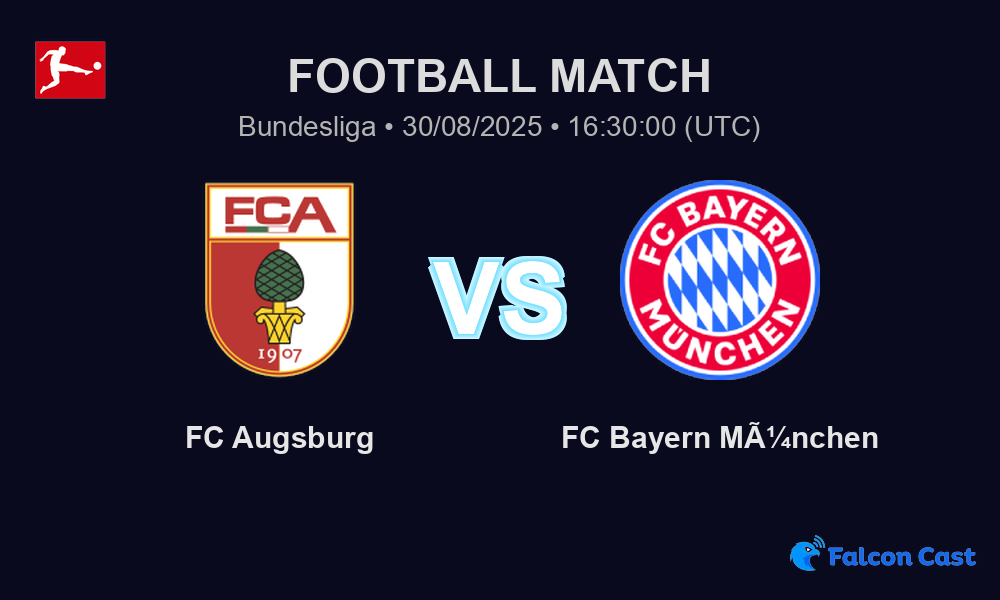 FOOTBALL MATCH
Bundesliga • 30/08/2025 • 16:30:00 (UTC)
FCA
1907
FC BAYERN
MÜNCHEN
VS
FC Augsburg
FC Bayern MÃ¼nchen
Falcon Cast